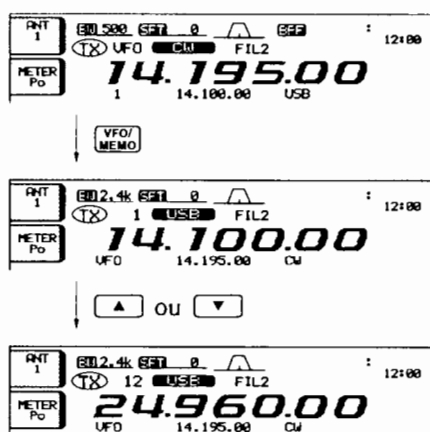 ANT 1 BW 500 SFT 0 BPF : 12:00
TX VFO CW FIL2
METER Po 14.195.00
1 14.100.00 USB
VFO/MEMO
ANT 1 BW 2.4k SFT 0 : 12:00
TX 1 USB FIL2
METER Po 14.100.00
VFO 14.195.00 CW
▲ ou ▼
ANT 1 BW 2.4k SFT 0 : 12:00
TX 12 USB FIL2
METER Po 24.960.00
VFO 14.195.00 CW